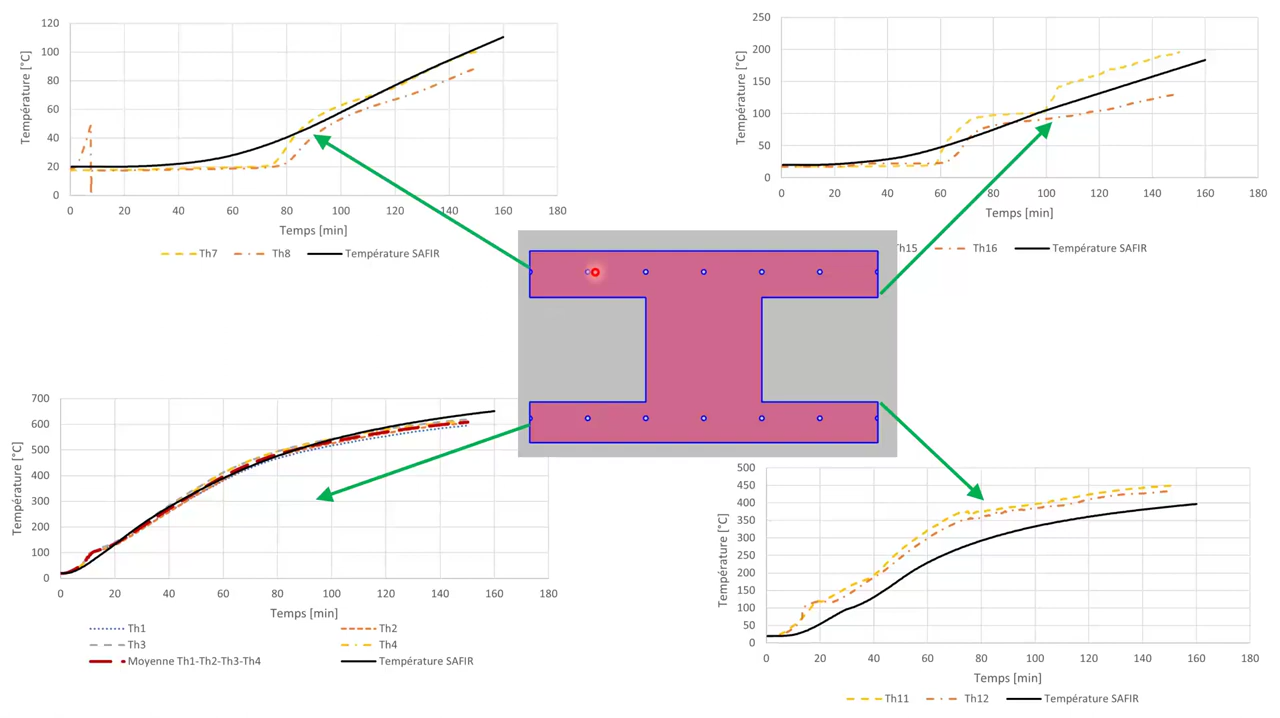 120
100
80
60
40
20
0
Température [°C]
0 20 40 60 80 100 120 140 160 180
Temps [min]
Th7 Th8 Température SAFIR
250
200
150
100
50
0
Température [°C]
0 20 40 60 80 100 120 140 160 180
Temps [min]
Th15 Th16 Température SAFIR
700
600
500
400
300
200
100
0
Température [°C]
0 20 40 60 80 100 120 140 160 180
Temps [min]
Th1 Th2
Th3 Th4
Moyenne Th1-Th2-Th3-Th4 Température SAFIR
500
450
400
350
300
250
200
150
100
50
0
Température [°C]
0 20 40 60 80 100 120 140 160 180
Temps [min]
Th11 Th12 Température SAFIR